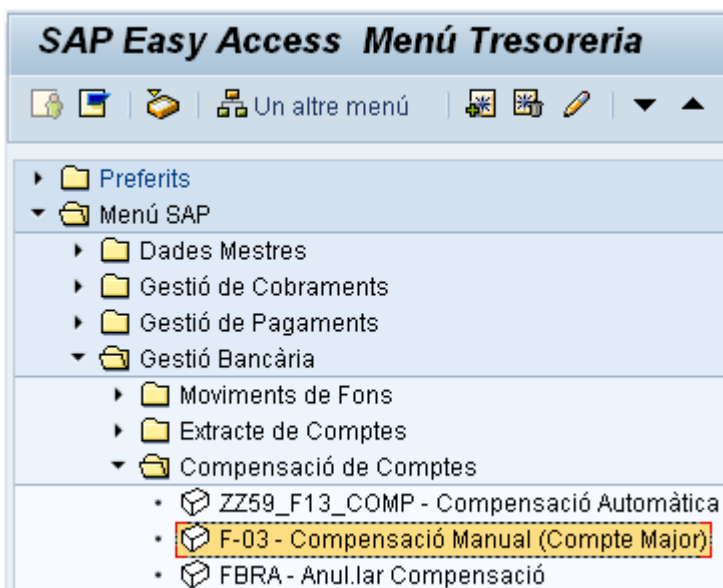 SAP Easy Access Menú Tresoreria
Un altre menú
Preferits
Menú SAP
Dades Mestres
Gestió de Cobraments
Gestió de Pagaments
Gestió Bancària
Moviments de Fons
Extracte de Comptes
Compensació de Comptes
ZZ59_F13_COMP - Compensació Automàtica
F-03 - Compensació Manual (Compte Major)
FBRA - Anul.lar Compensació